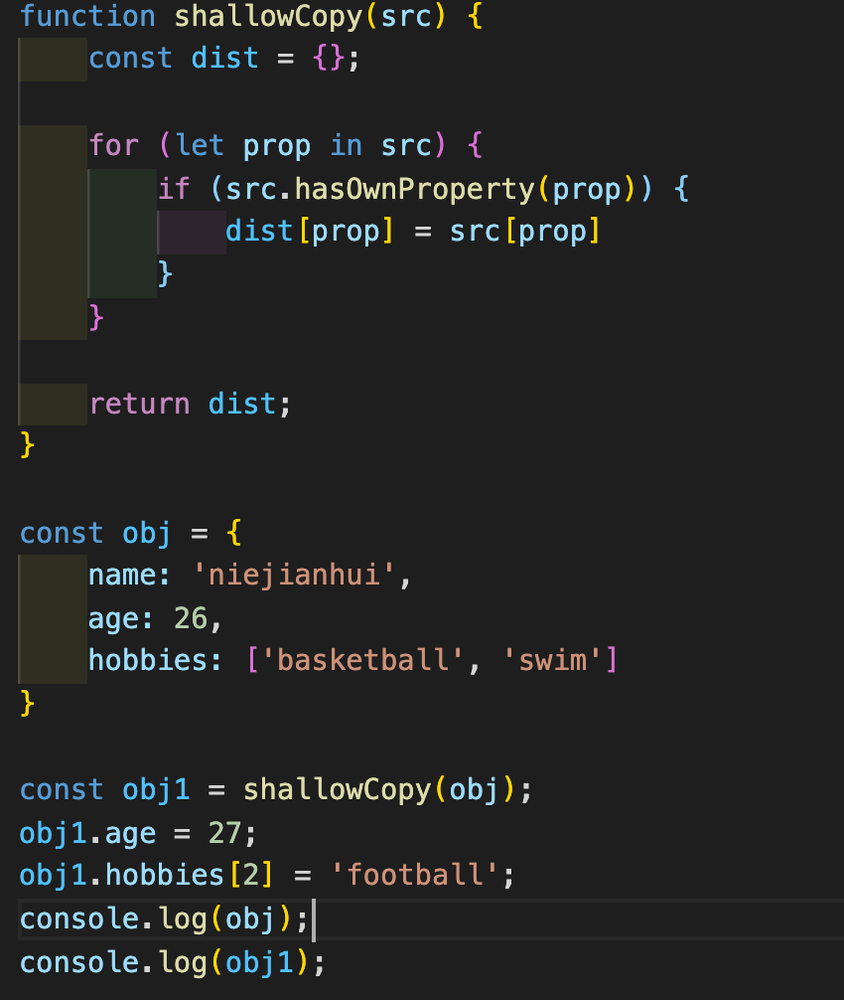 function shallowCopy(src) {
    const dist = {};

    for (let prop in src) {
        if (src.hasOwnProperty(prop)) {
            dist[prop] = src[prop]
        }
    }

    return dist;
}

const obj = {
    name: 'niejianhui',
    age: 26,
    hobbies: ['basketball', 'swim']
}

const obj1 = shallowCopy(obj);
obj1.age = 27;
obj1.hobbies[2] = 'football';
console.log(obj);
console.log(obj1);